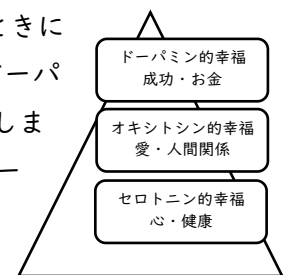 ときに
ーパ
しま
ドーパミン的幸福
成功・お金
オキシトシン的幸福
愛・人間関係
セロトニン的幸福
心・健康